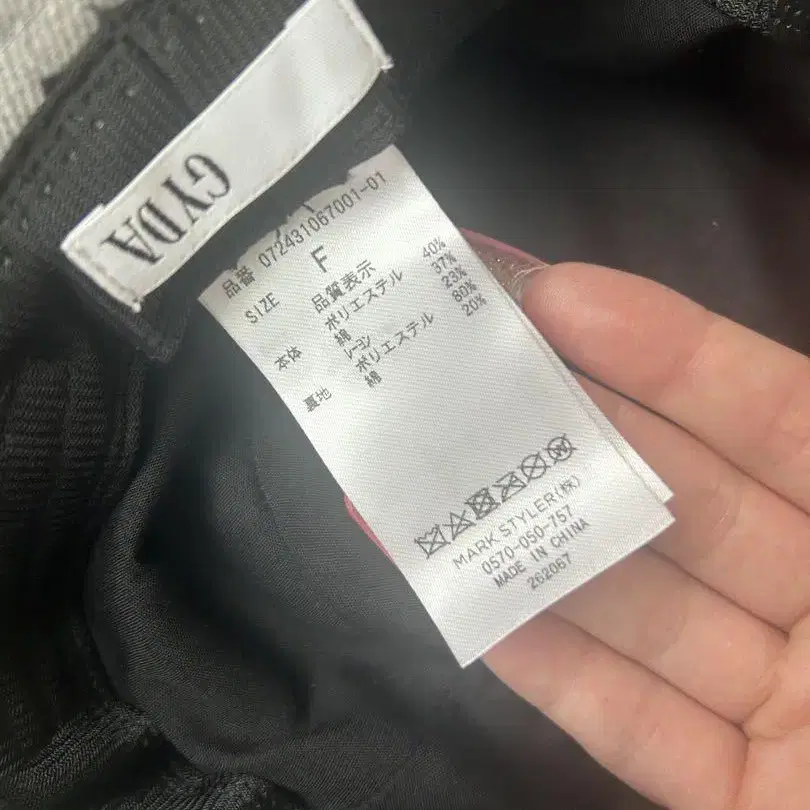 GYDA
品番 072431067001-01
SIZE F
品質表示
本体 ポリエステル 40%
綿 37%
レーヨン 23%
裏地 ポリエステル 80%
綿 20%
MARK STYLER(株)
0570-050-757
MADE IN CHINA
262067